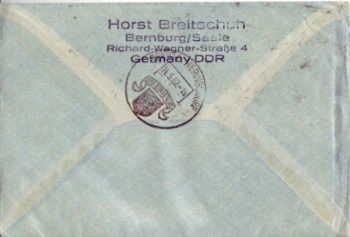 Horst Breitschuh
Bernburg/Saale
Richard-Wagner-Straße 4
Germany-DDR